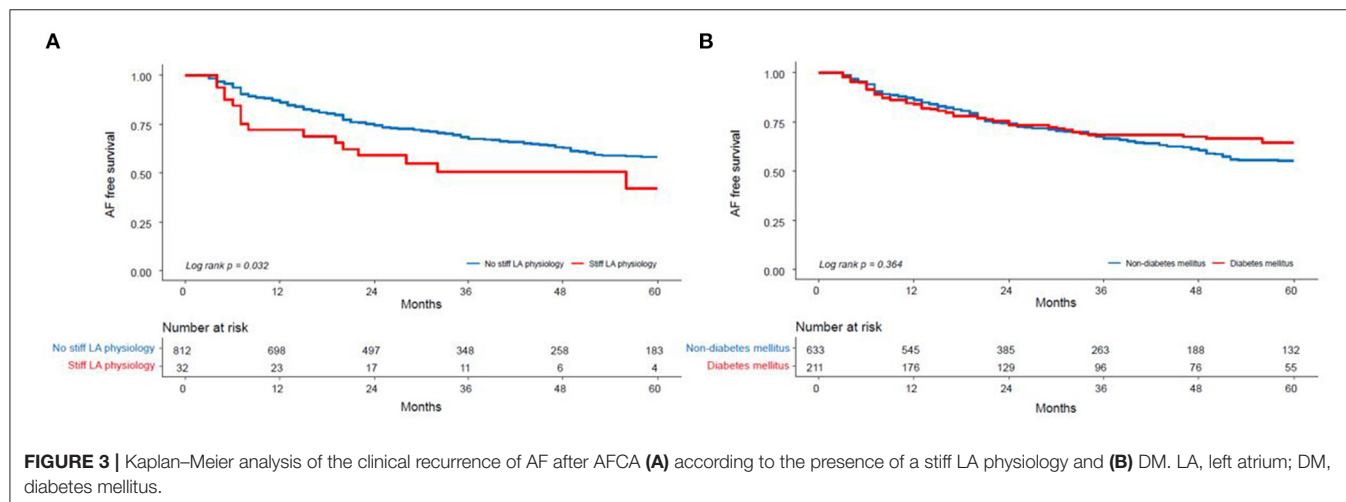 A
AF free survival
1.00
0.75
0.50
0.25
0.00
Log rank p = 0.032
No stiff LA physiology Stiff LA physiology
0 12 24 36 48 60
Months
Number at risk
No stiff LA physiology 812 698 497 348 258 183
Stiff LA physiology 32 23 17 11 6 4
0 12 24 36 48 60
Months
B
AF free survival
1.00
0.75
0.50
0.25
0.00
Log rank p = 0.364
Non-diabetes mellitus Diabetes mellitus
0 12 24 36 48 60
Months
Number at risk
Non-diabetes mellitus 633 545 385 263 188 132
Diabetes mellitus 211 176 129 96 76 55
0 12 24 36 48 60
Months
FIGURE 3 | Kaplan–Meier analysis of the clinical recurrence of AF after AFCA (A) according to the presence of a stiff LA physiology and (B) DM. LA, left atrium; DM,
diabetes mellitus.